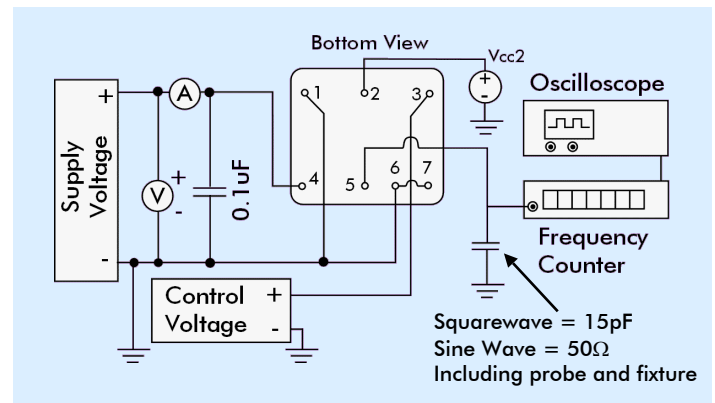 Bottom View
Vcc2
Oscilloscope
+
A
1
2
3
+
-
Supply
Voltage
V
+
-
0.1uF
4
5
6
7
-
Frequency
Counter
Control
Voltage
+
-
Squarewave = 15pF
Sine Wave = 50Ω
Including probe and fixture